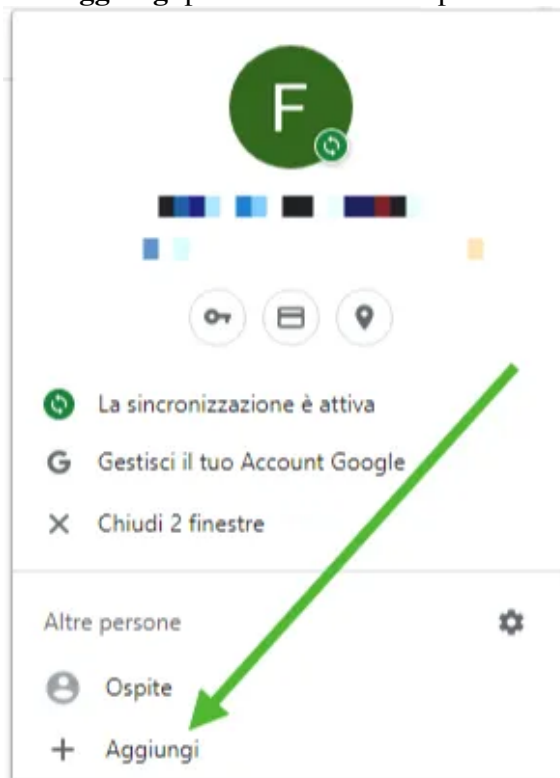 F
La sincronizzazione è attiva
G Gestisci il tuo Account Google
Chiudi 2 finestre
Altre persone
Ospite
+ Aggiungi